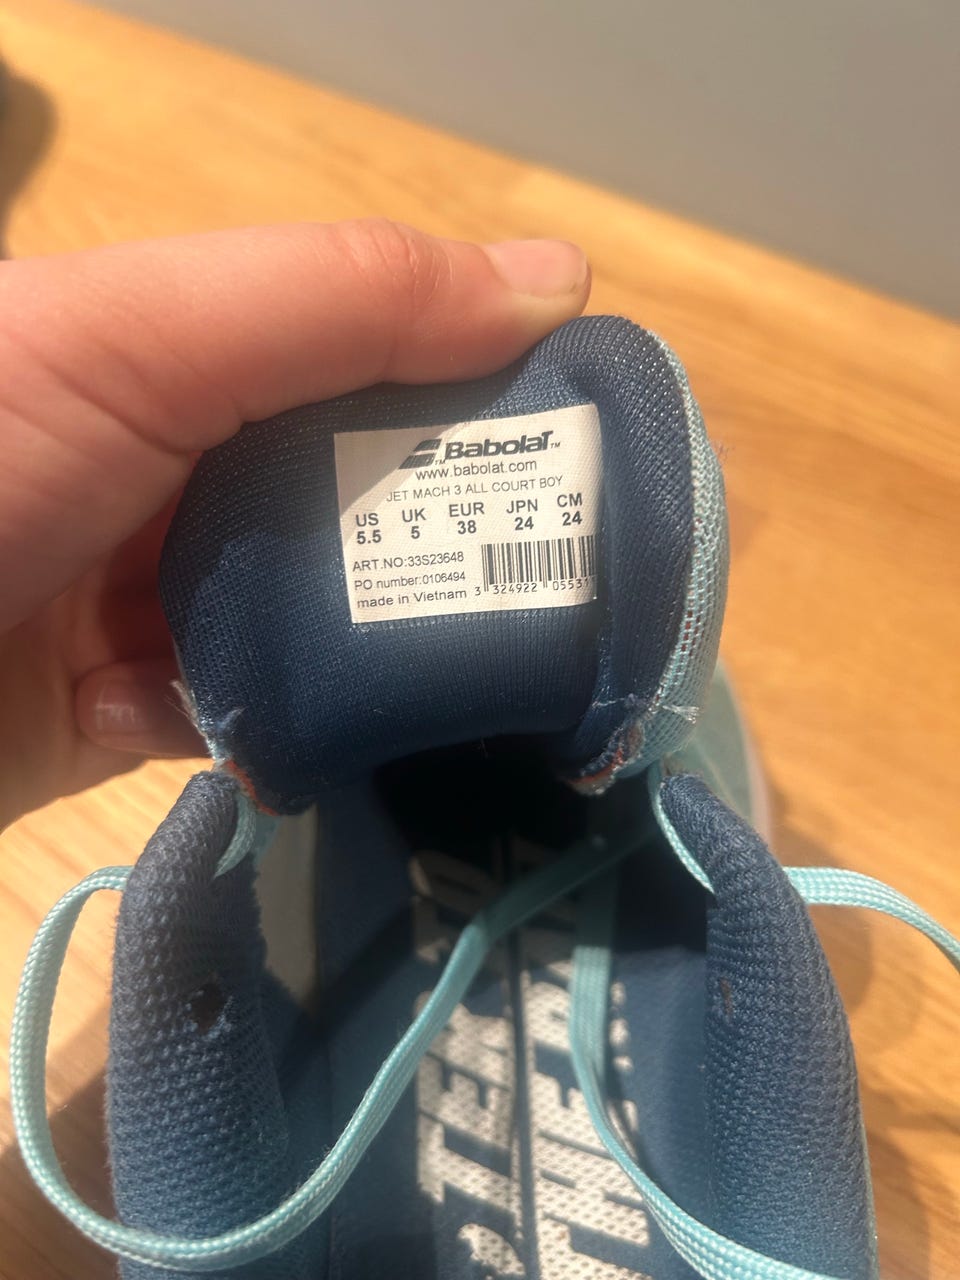 BabolaT™
www.babolat.com
JET MACH 3 ALL COURT BOY
US UK EUR JPN CM
5.5 5 38 24 24
ART.NO:33S23648
PO number:0106494
made in Vietnam 3 324922 05531